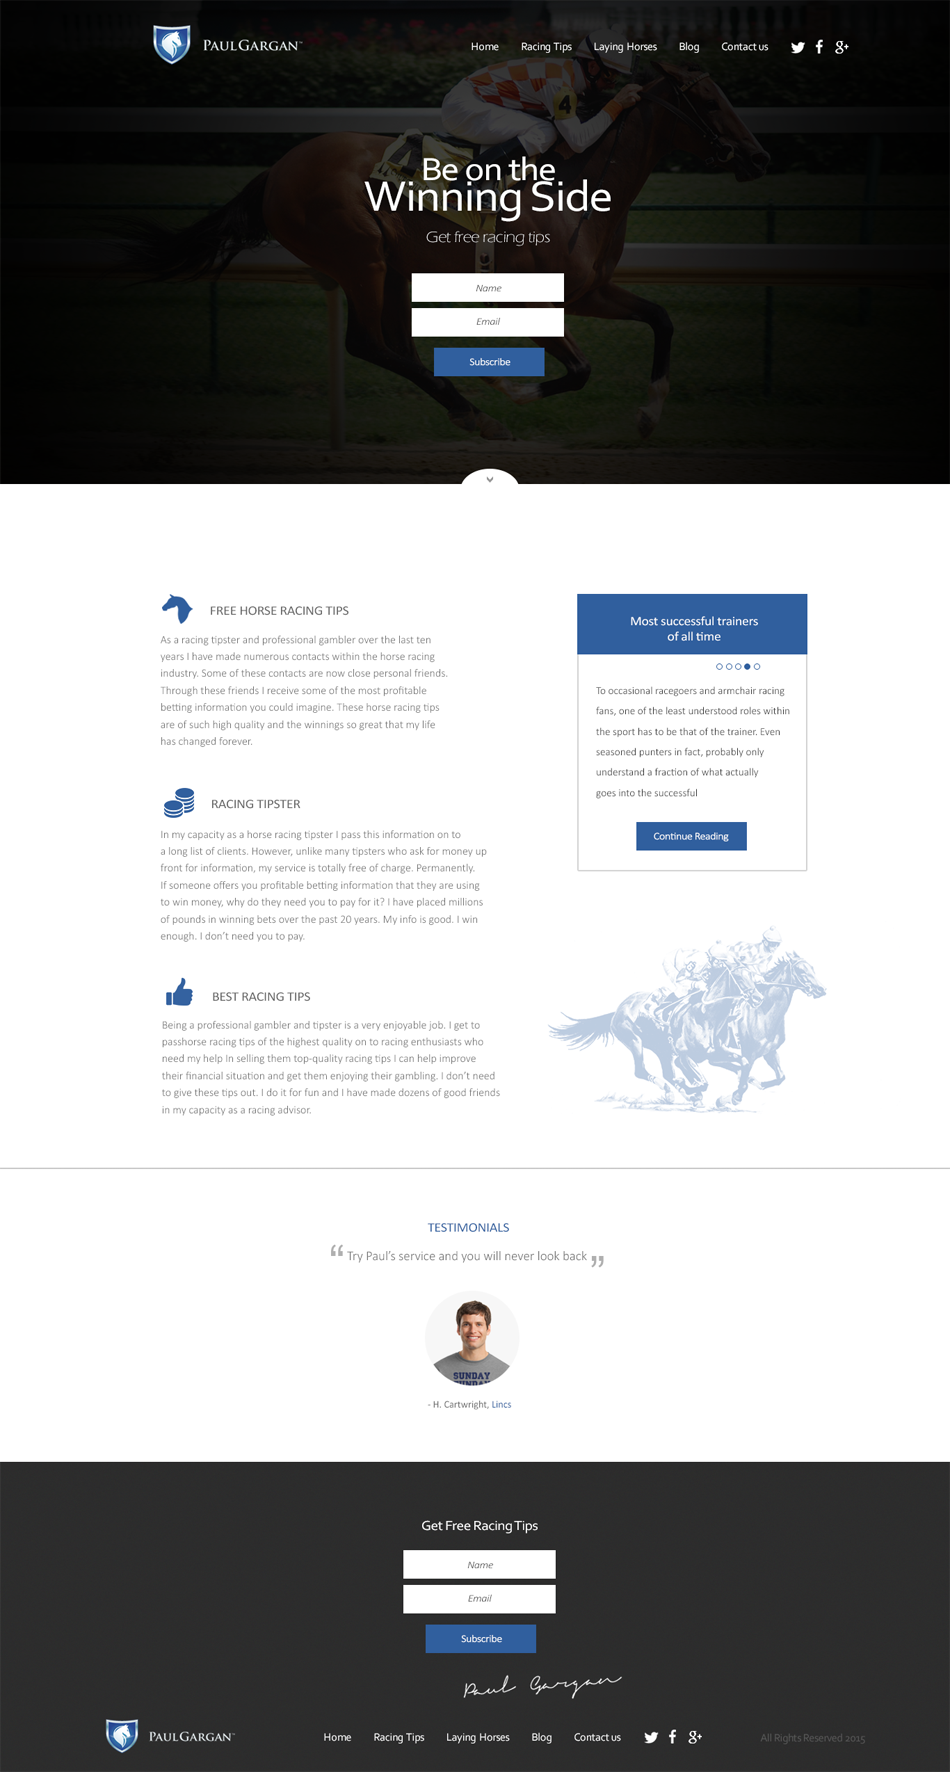 PAUL GARGAN™
Home Racing Tips Laying Horses Blog Contact us
4
Be on the
Winning Side
Get free racing tips
Name
Email
Subscribe
FREE HORSE RACING TIPS
As a racing tipster and professional gambler over the last ten
years I have made numerous contacts within the horse racing
industry. Some of these contacts are now close personal friends.
Through these friends I receive some of the most profitable
betting information you could imagine. These horse racing tips
are of such high quality and the winnings so great that my life
has changed forever.
RACING TIPSTER
In my capacity as a horse racing tipster I pass this information on to
a long list of clients. However, unlike many tipsters who ask for money up
front for information, my service is totally free of charge. Permanently.
If someone offers you profitable betting information that they are using
to win money, why do they need you to pay for it? I have placed millions
of pounds in winning bets over the past 20 years. My info is good. I win
enough. I don't need you to pay.
BEST RACING TIPS
Being a professional gambler and tipster is a very enjoyable job. I get to
passhorse racing tips of the highest quality on to racing enthusiasts who
need my help In selling them top-quality racing tips I can help improve
their financial situation and get them enjoying their gambling. I don't need
to give these tips out. I do it for fun and I have made dozens of good friends
in my capacity as a racing advisor.
Most successful trainers
of all time
To occasional racegoers and armchair racing
fans, one of the least understood roles within
the sport has to be that of the trainer. Even
seasoned punters in fact, probably only
understand a fraction of what actually
goes into the successful
Continue Reading
TESTIMONIALS
“ Try Paul's service and you will never look back ”
SUNDAY
SUNDAY
- H. Cartwright, Lincs
Get Free Racing Tips
Name
Email
Subscribe
Paul Gargan
PAUL GARGAN™
Home Racing Tips Laying Horses Blog Contact us
All Rights Reserved 2015